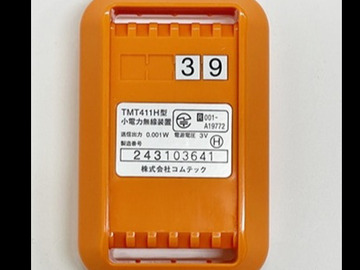 39
TMT411H型
小電力無線装置
R 001-
A19772
送信出力 0.001W 電源電圧 3V
製造番号 H
243103641
株式会社コムテック